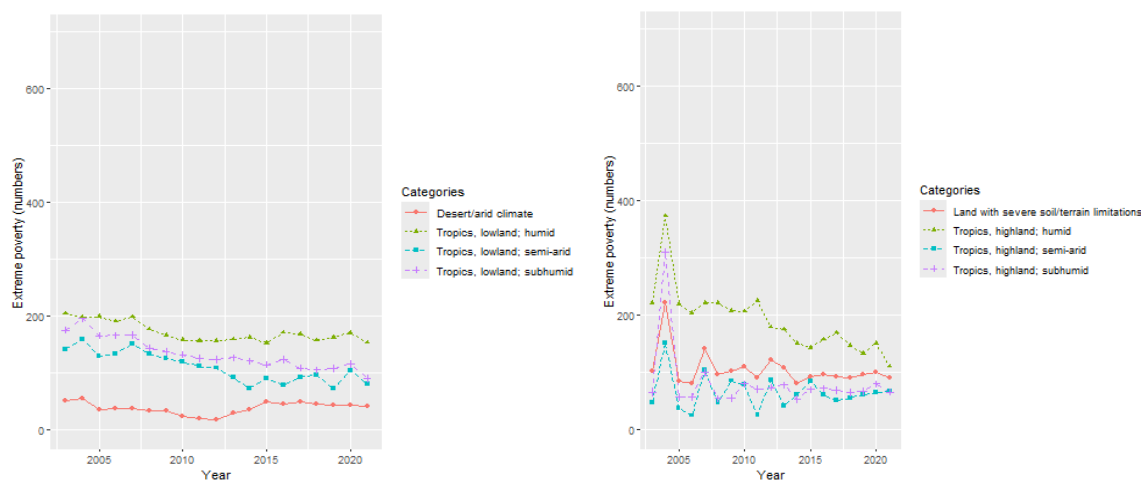 600
400
200
0
Extreme poverty (numbers)
2005
2010
2015
2020
Year
Categories
Desert/arid climate
Tropics, lowland; humid
Tropics, lowland; semi-arid
Tropics, lowland; subhumid
600
400
200
0
Extreme poverty (numbers)
2005
2010
2015
2020
Year
Categories
Land with severe soil/terrain limitations
Tropics, highland; humid
Tropics, highland; semi-arid
Tropics, highland; subhumid